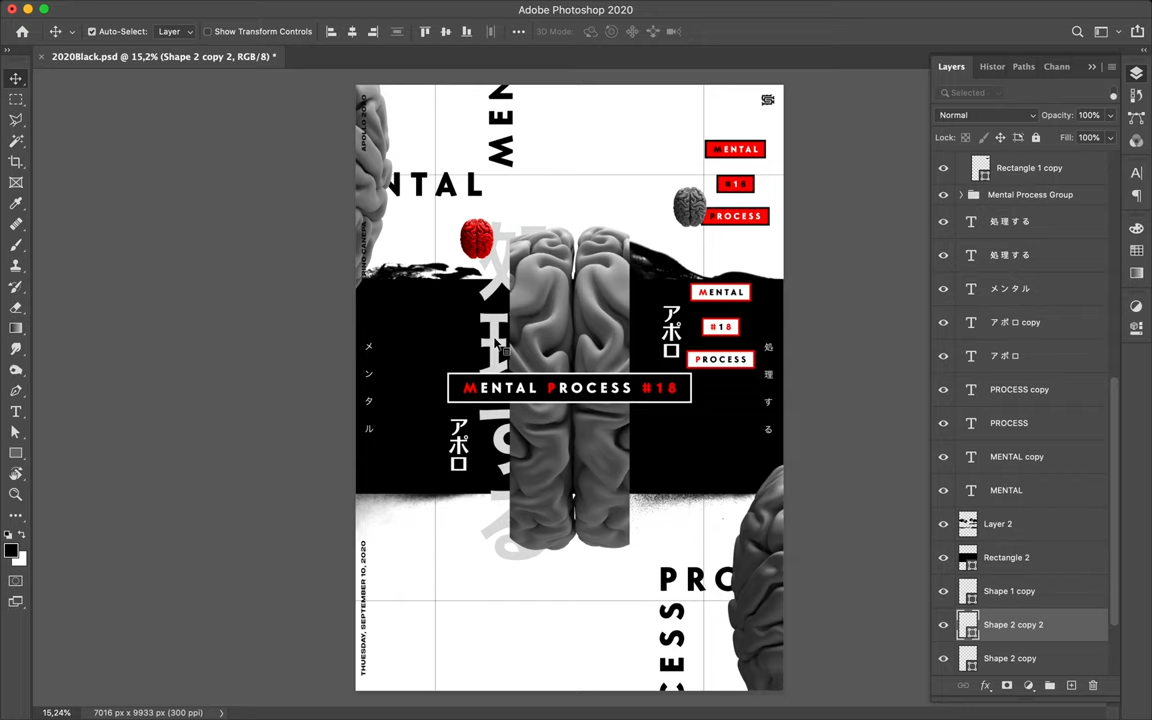 Adobe Photoshop 2020
Auto-Select: Layer Show Transform Controls 3D Mode:
2020Black.psd @ 15,2% (Shape 2 copy 2, RGB/8) *
Layers Histor Paths Chann
Selected
Normal Opacity: 100%
Lock: Fill: 100%
Rectangle 1 copy
Mental Process Group
処理する
処理する
メンタル
アポロ copy
アポロ
PROCESS copy
PROCESS
MENTAL copy
MENTAL
Layer 2
Rectangle 2
Shape 1 copy
Shape 2 copy 2
Shape 2 copy
APOLLO 2020
MEN
NTAL
MENTAL
#18
PROCESS
MENTAL
#18
PROCESS
アポロ
メンタル
処理する
MENTAL PROCESS #18
アポロ
THUESDAY, SEPTEMBER 10, 2020
PROC
CESS
15,24% 7016 px x 9933 px (300 ppi)